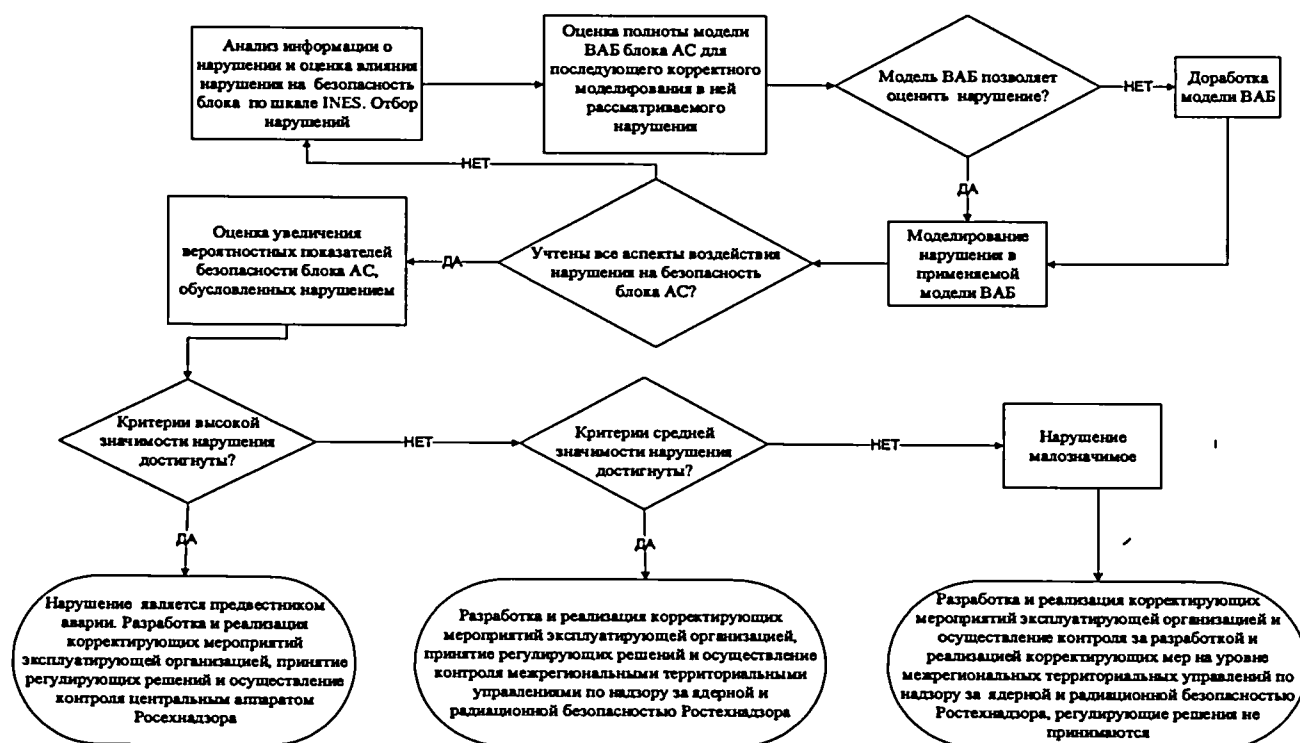 Анализ информации о
нарушении и оценка влияния
нарушения на безопасность
блока по шкале INES. Отбор
нарушений
Оценка полноты модели
ВАБ блока АС для
последующего корректного
моделирования в ней
рассматриваемого
нарушения
Модель ВАБ позволяет
оценить нарушение?
НЕТ
Доработка
модели ВАБ
НЕТ
ДА
Оценка увеличения
вероятностных показателей
безопасности блока АС,
обусловленных нарушением
ДА
Учтены все аспекты воздействия
нарушения на безопасность
блока АС?
Моделирование
нарушения в
применяемой
модели ВАБ
Критерии высокой
значимости нарушения
достигнуты?
НЕТ
Критерии средней
значимости нарушения
достигнуты?
НЕТ
Нарушение
малозначимое
ДА
ДА
Нарушение является предвестником
аварии. Разработка и реализация
корректирующих мероприятий
эксплуатирующей организацией, принятие
регулирующих решений и осуществление
контроля центральным аппаратом
Росехнадзора
Разработка и реализация корректирующих
мероприятий эксплуатирующей организацией,
принятие регулирующих решений и осуществление
контроля межрегиональными территориальными
управлениями по надзору за ядерной и
радиационной безопасностью Ростехнадзора
Разработка и реализация корректирующих
мероприятий эксплуатирующей организацией и
осуществление контроля за разработкой и
реализацией корректирующих мер на уровне
межрегиональных территориальных управлений по
надзору за ядерной и радиационной безопасностью
Ростехнадзора, регулирующие решения не
принимаются